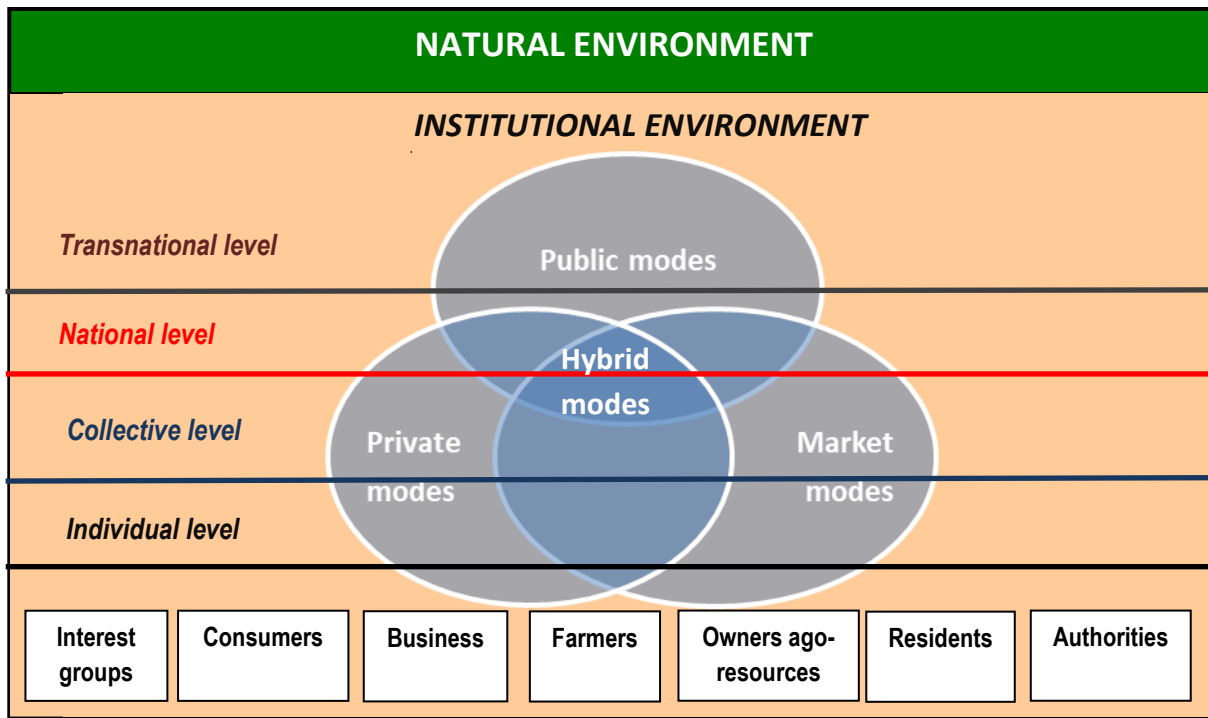 NATURAL ENVIRONMENT
INSTITUTIONAL ENVIRONMENT
Transnational level
Public modes
National level
Hybrid
modes
Collective level
Private
modes
Market
modes
Individual level
Interest
groups
Consumers
Business
Farmers
Owners ago-
resources
Residents
Authorities